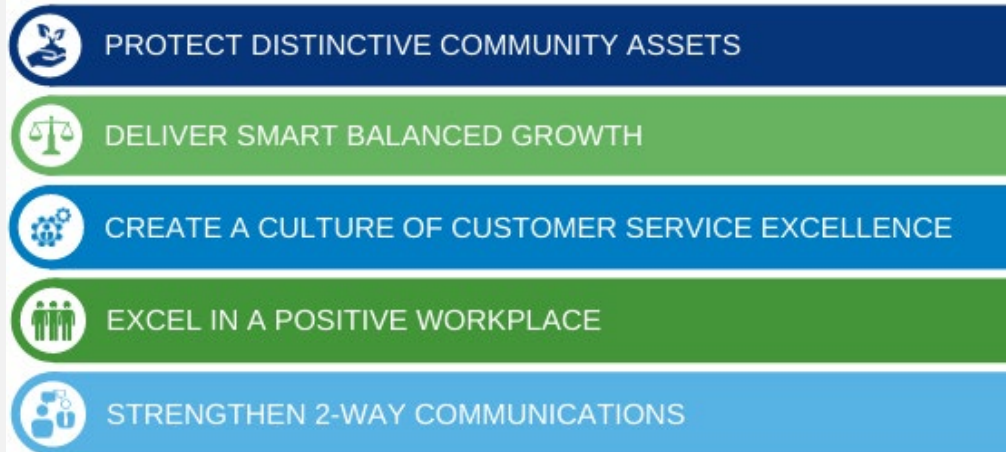 PROTECT DISTINCTIVE COMMUNITY ASSETS
DELIVER SMART BALANCED GROWTH
CREATE A CULTURE OF CUSTOMER SERVICE EXCELLENCE
EXCEL IN A POSITIVE WORKPLACE
STRENGTHEN 2-WAY COMMUNICATIONS